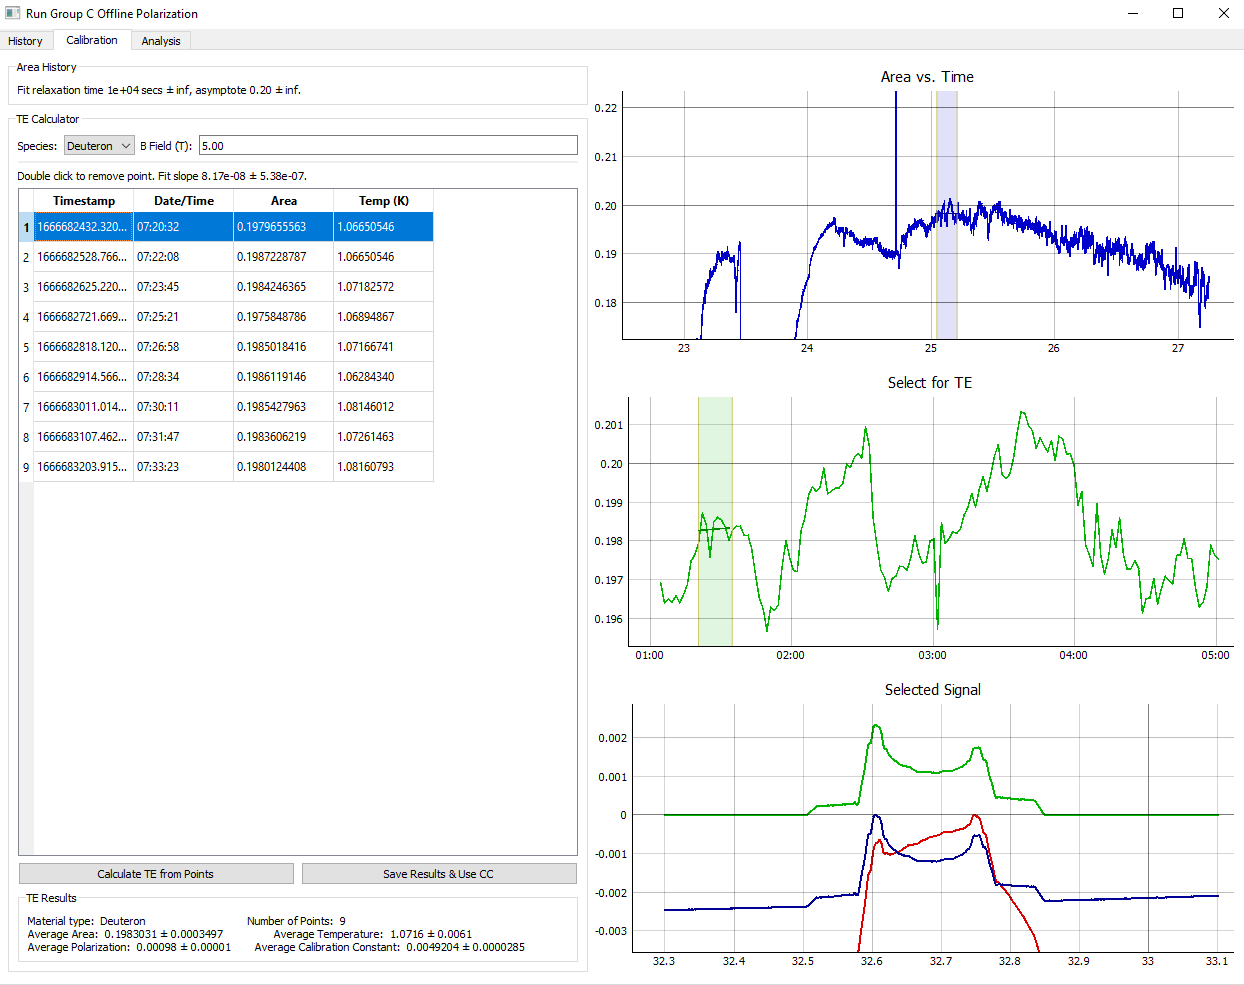 Run Group C Offline Polarization
History Calibration Analysis
Area History
Fit relaxation time 1e+04 secs ± inf, asymptote 0.20 ± inf.
TE Calculator
Species: Deuteron B Field (T): 5.00
Double click to remove point. Fit slope 8.17e-08 ± 5.38e-07.
Timestamp Date/Time Area Temp (K)
1 1666682432.320... 07:20:32 0.1979655563 1.06650546
2 1666682528.766... 07:22:08 0.1987228787 1.06650546
3 1666682625.220... 07:23:45 0.1984246365 1.07182572
4 1666682721.669... 07:25:21 0.1975848786 1.06894867
5 1666682818.120... 07:26:58 0.1985018416 1.07166741
6 1666682914.566... 07:28:34 0.1986119146 1.06284340
7 1666683011.014... 07:30:11 0.1985427963 1.08146012
8 1666683107.462... 07:31:47 0.1983606219 1.07261463
9 1666683203.915... 07:33:23 0.1980124408 1.08160793
Calculate TE from Points Save Results & Use CC
TE Results
Material type: Deuteron Number of Points: 9
Average Area: 0.1983031 ± 0.0003497 Average Temperature: 1.0716 ± 0.0061
Average Polarization: 0.00098 ± 0.00001 Average Calibration Constant: 0.0049204 ± 0.0000285
Area vs. Time
0.22
0.21
0.20
0.19
0.18
23 24 25 26 27
Select for TE
0.201
0.20
0.199
0.198
0.197
0.196
01:00 02:00 03:00 04:00 05:00
Selected Signal
0.002
0.001
0
-0.001
-0.002
-0.003
32.3 32.4 32.5 32.6 32.7 32.8 32.9 33 33.1